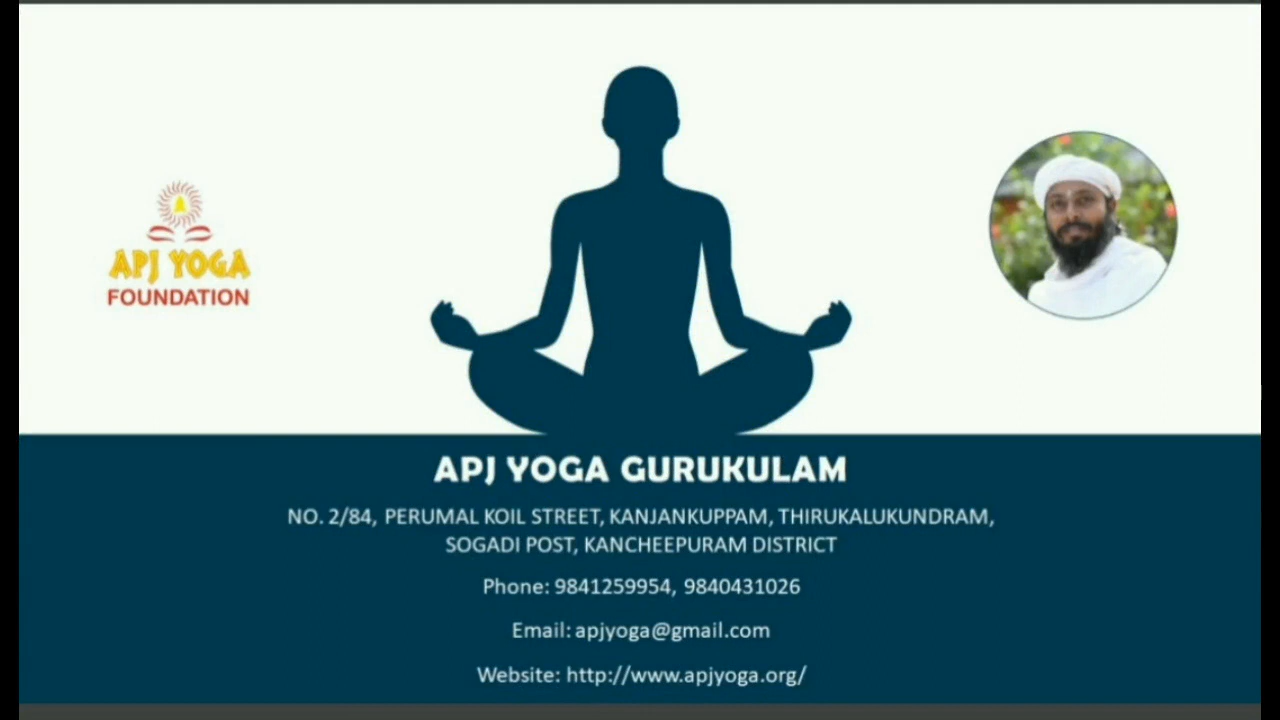 APJ YOGA
FOUNDATION
APJ YOGA GURUKULAM
NO. 2/84, PERUMAL KOIL STREET, KANJANKUPPAM, THIRUKALUKUNDRAM,
SOGADI POST, KANCHEEPURAM DISTRICT
Phone: 9841259954, 9840431026
Email: apjyoga@gmail.com
Website: http://www.apjyoga.org/